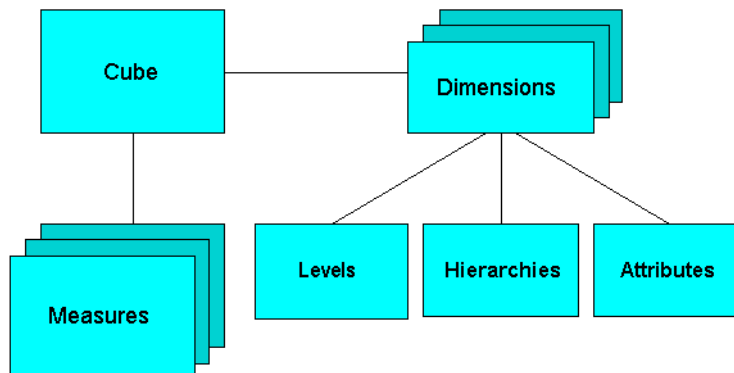 Cube
Dimensions
Levels
Hierarchies
Attributes
Measures